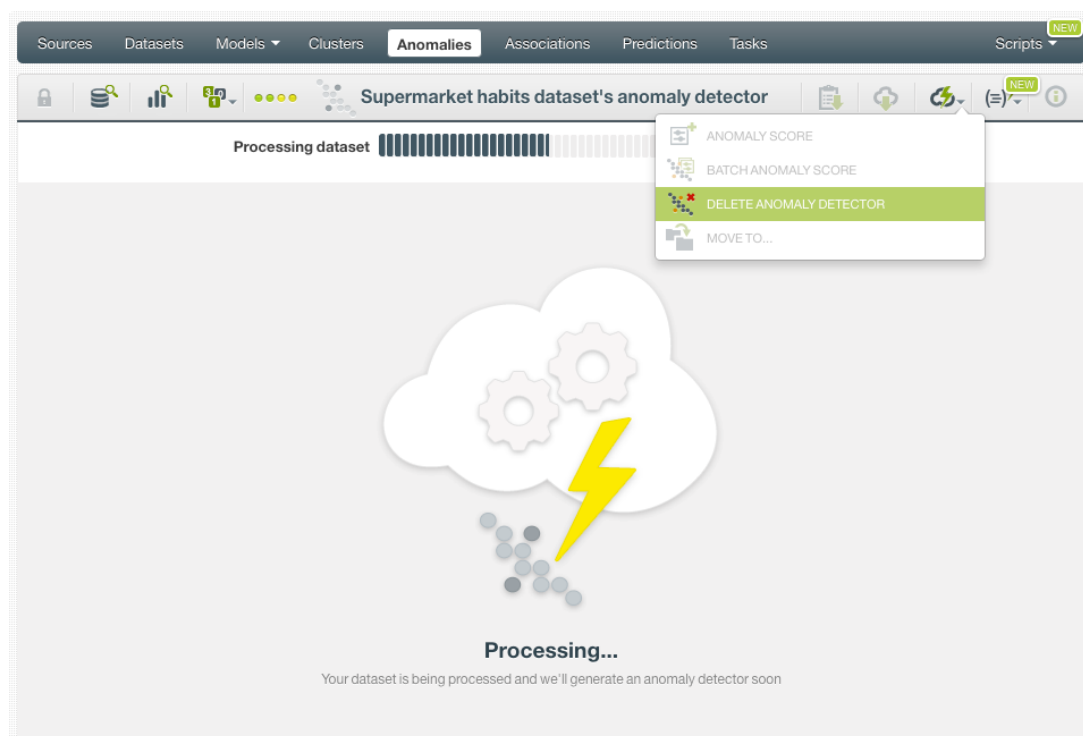 NEW
Sources Datasets Models Clusters Anomalies Associations Predictions Tasks Scripts
NEW
Supermarket habits dataset's anomaly detector (=)
Processing dataset
ANOMALY SCORE
BATCH ANOMALY SCORE
DELETE ANOMALY DETECTOR
MOVE TO...
Processing...
Your dataset is being processed and we'll generate an anomaly detector soon